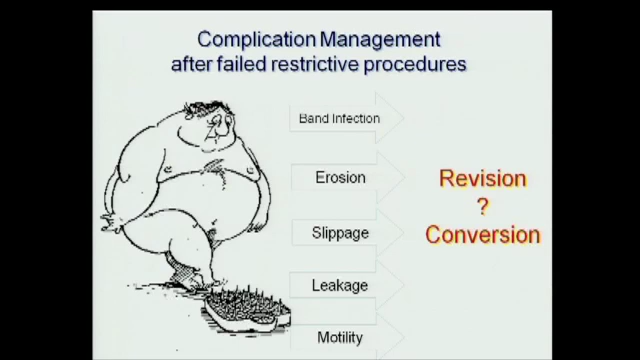 Complication Management
after failed restrictive procedures
Band Infection
Erosion
Slippage
Leakage
Motility
Revision
?
Conversion